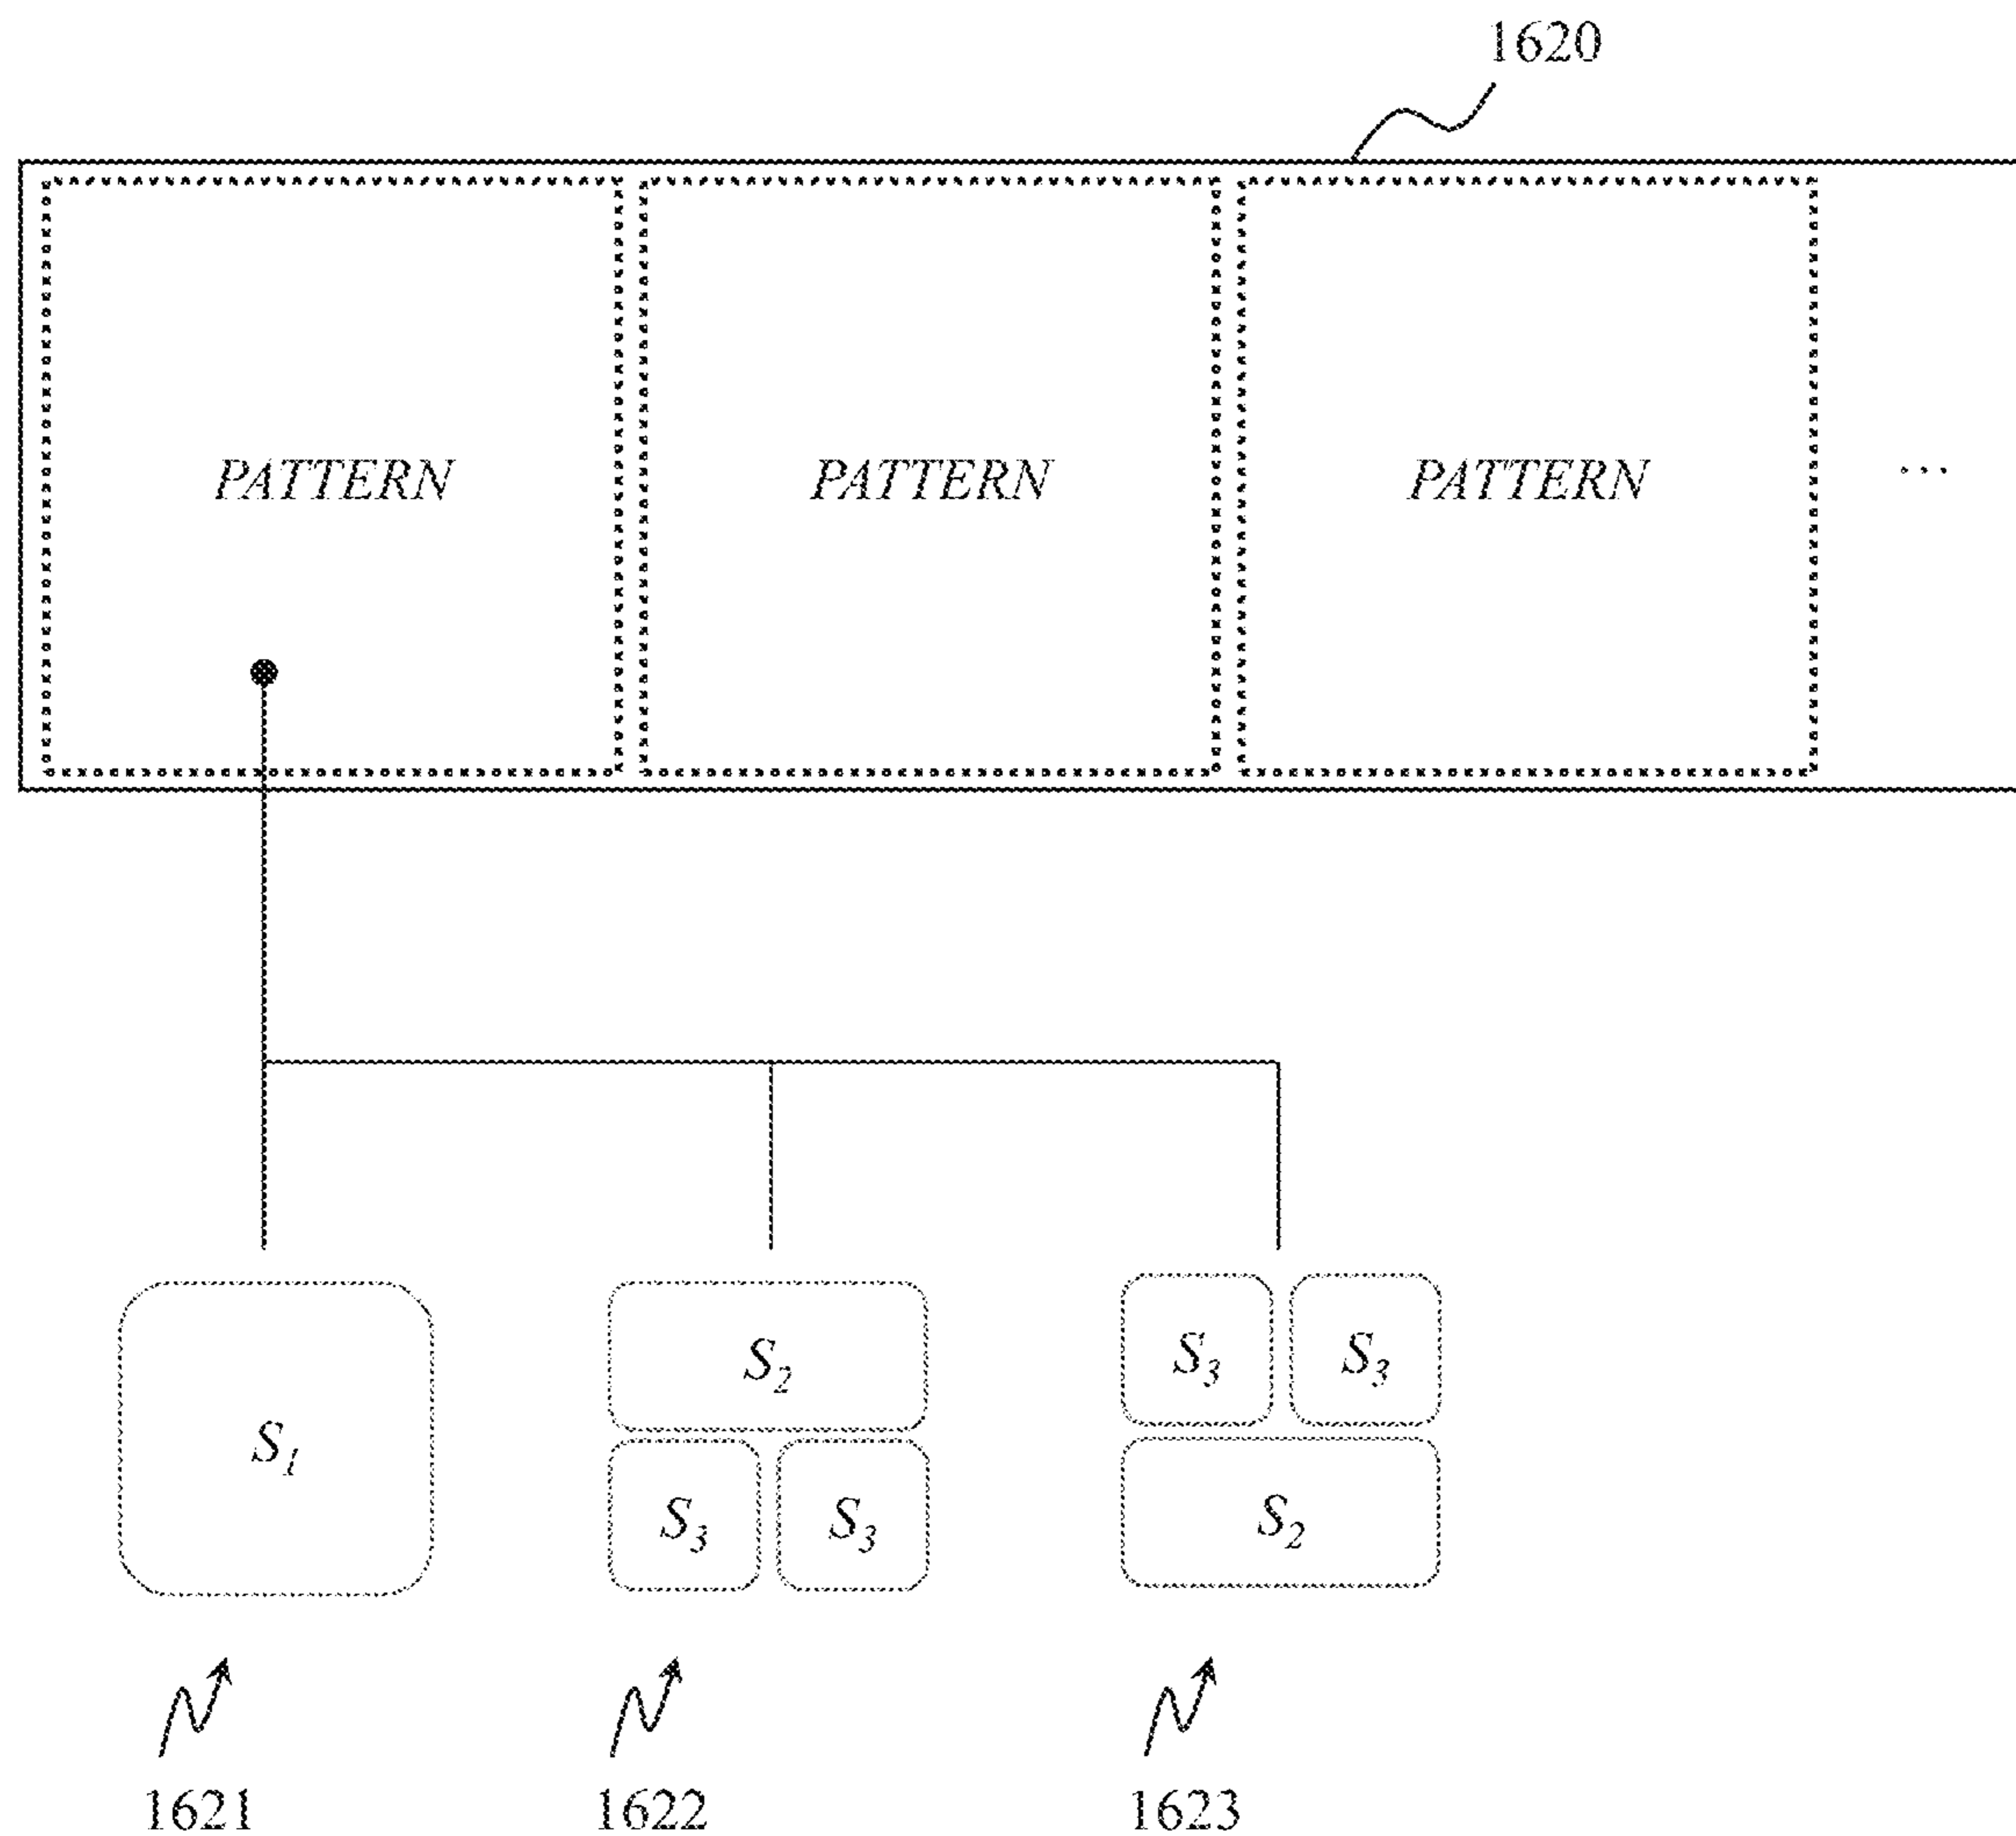 1620
PATTERN PATTERN PATTERN ...
S1 S2 S3 S3
S3 S3 S2
1621 1622 1623